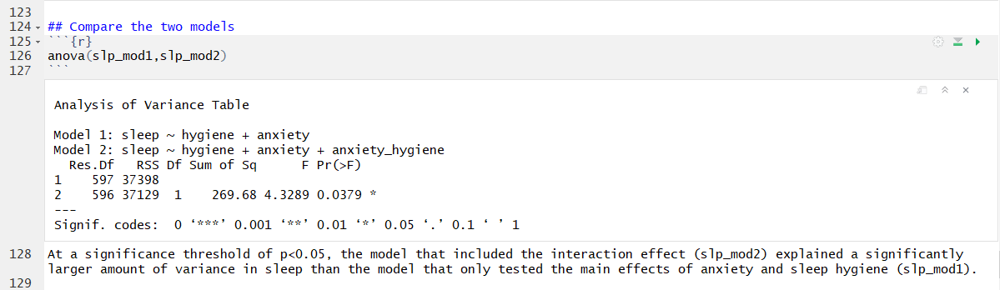 123
124 ## Compare the two models
125 ```{r}
126 anova(slp_mod1,slp_mod2)
127 ```
Analysis of Variance Table
Model 1: sleep ~ hygiene + anxiety
Model 2: sleep ~ hygiene + anxiety + anxiety_hygiene
  Res.Df   RSS Df Sum of Sq      F Pr(>F)
1    597 37398
2    596 37129  1    269.68 4.3289 0.0379 *
---
Signif. codes:  0 ‘***’ 0.001 ‘**’ 0.01 ‘*’ 0.05 ‘.’ 0.1 ‘ ’ 1
128 At a significance threshold of p<0.05, the model that included the interaction effect (slp_mod2) explained a significantly
larger amount of variance in sleep than the model that only tested the main effects of anxiety and sleep hygiene (slp_mod1).
129